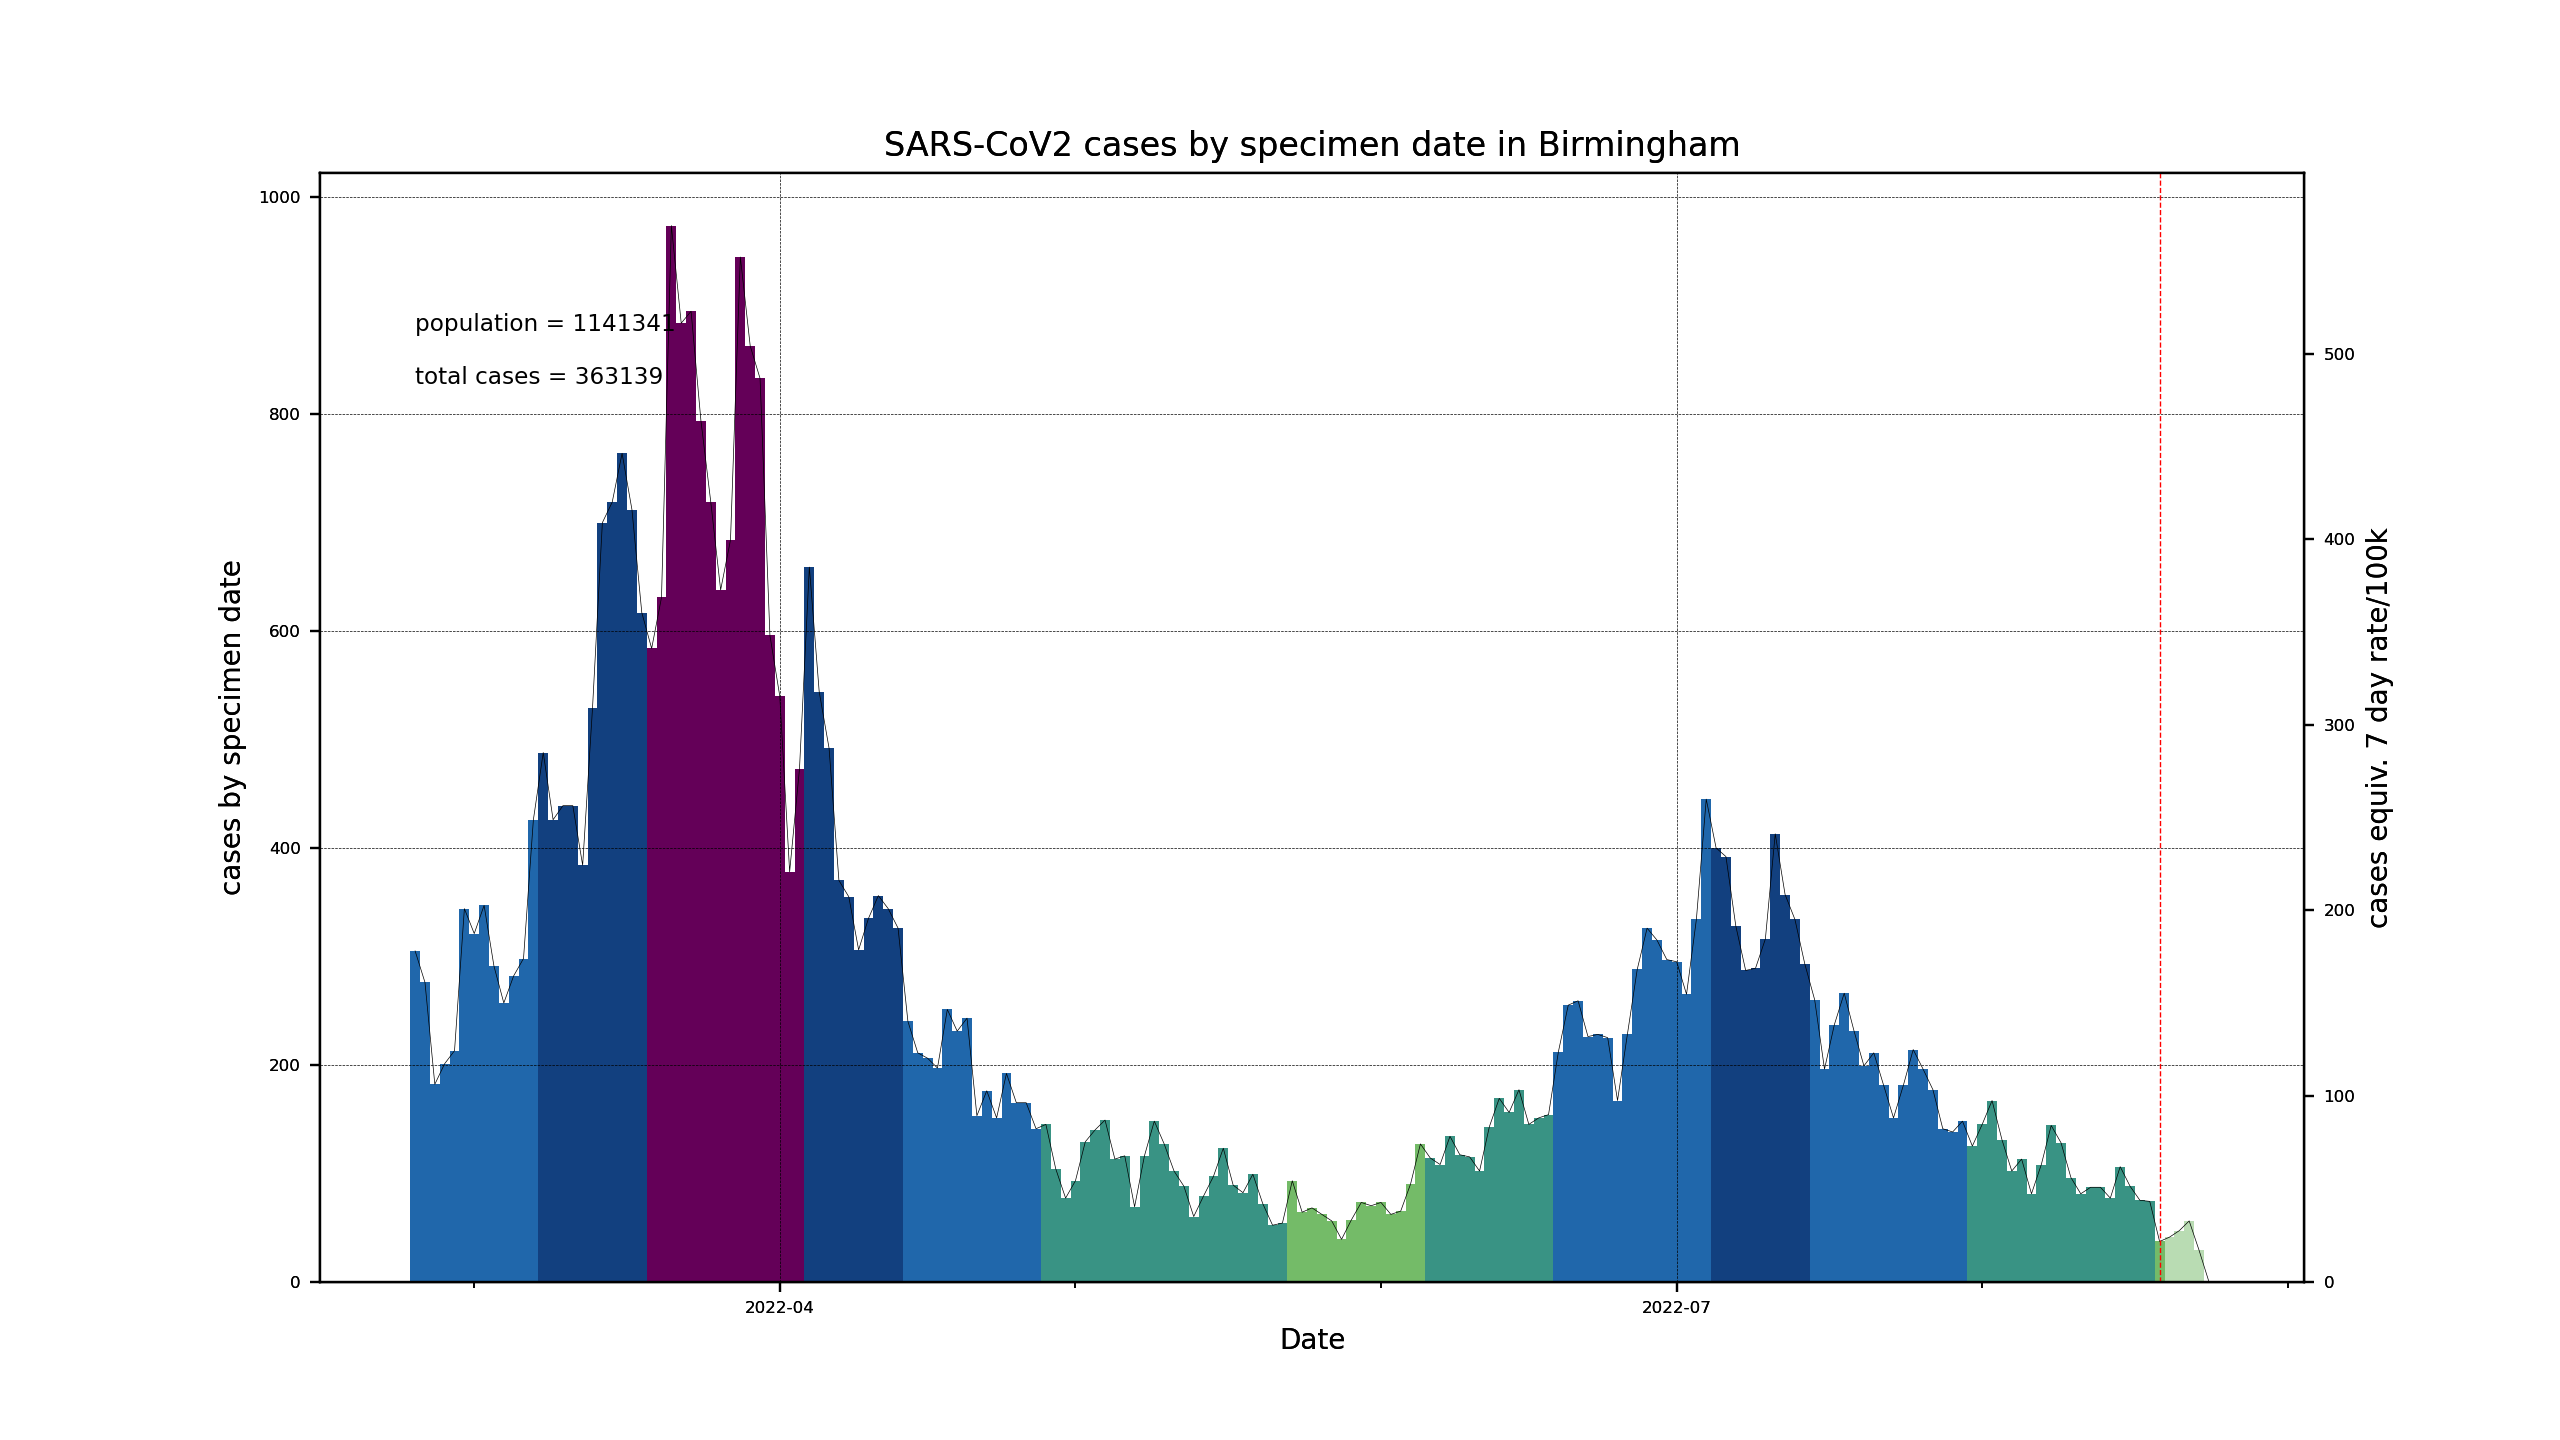 SARS-CoV2 cases by specimen date in Birmingham
population = 1141341
total cases = 363139
cases by specimen date
1000
800
600
400
200
0
500
400
300
200
100
0
cases equiv. 7 day rate/100k
2022-04
2022-07
Date